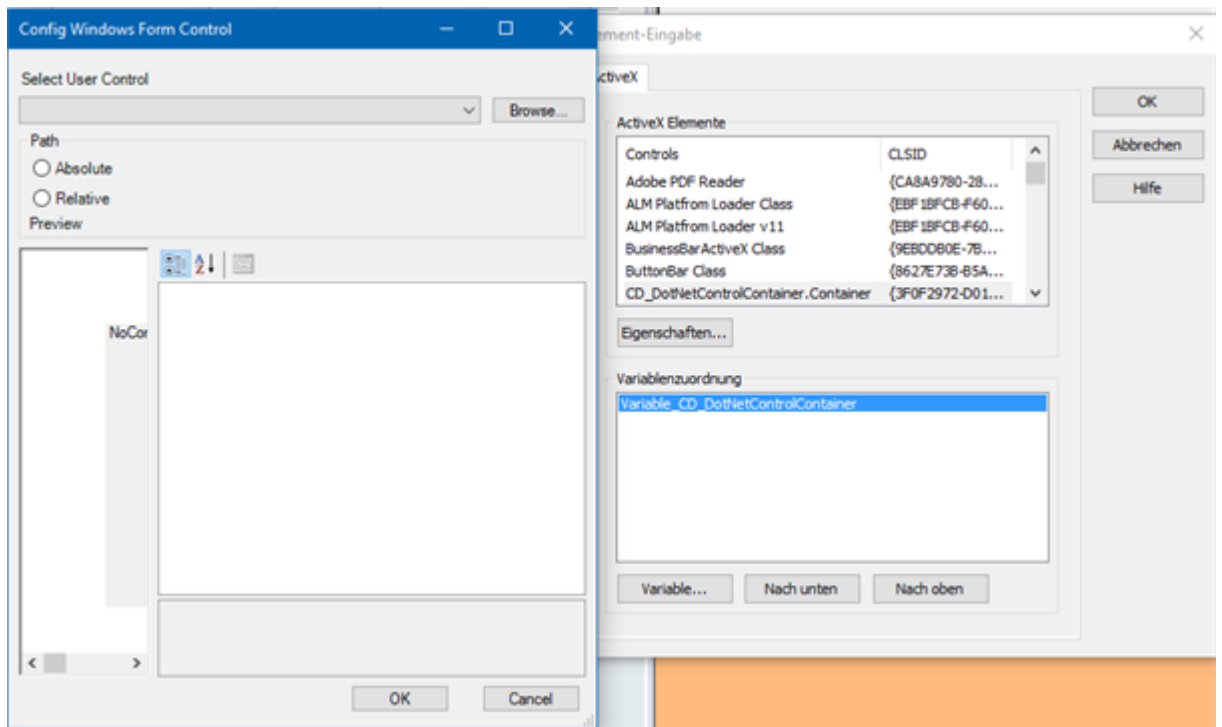 Config Windows Form Control
Select User Control
Browse...
Path
Absolute
Relative
Preview
NoCor
OK
Cancel
ement-Eingabe
ActiveX
ActiveX Elemente
Controls CLSID
Adobe PDF Reader {CA8A9780-28...
ALM Platfrom Loader Class {EBF1BFCB-F60...
ALM Platfrom Loader v11 {EBF1BFCB-F60...
BusinessBarActiveX Class {9EBDDB0E-7B...
ButtonBar Class {8627E73B-B5A...
CD_DotNetControlContainer.Container {3F0F2972-D01...
Eigenschaften...
Variablenzuordnung
Variable_CD_DotNetControlContainer
Variable...
Nach unten
Nach oben
OK
Abbrechen
Hilfe